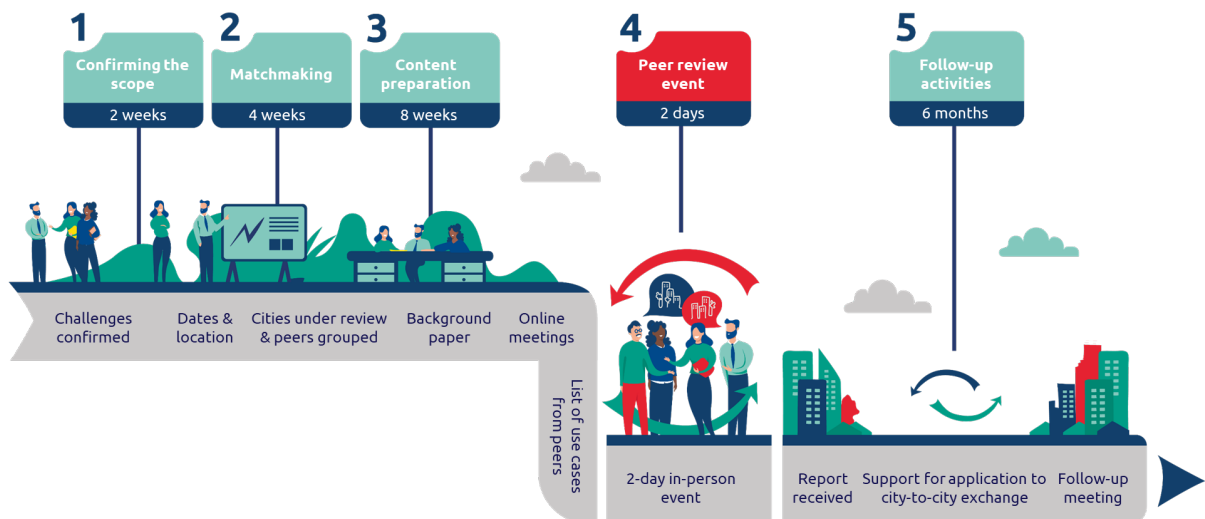 1
Confirming the
scope
2 weeks
2
Matchmaking
4 weeks
3
Content
preparation
8 weeks
4
Peer review
event
2 days
5
Follow-up
activities
6 months
Challenges
confirmed
Dates &
location
Cities under review
& peers grouped
Background
paper
Online
meetings
List of use cases
from peers
2-day in-person
event
Report
received
Support for application to
city-to-city exchange
Follow-up
meeting